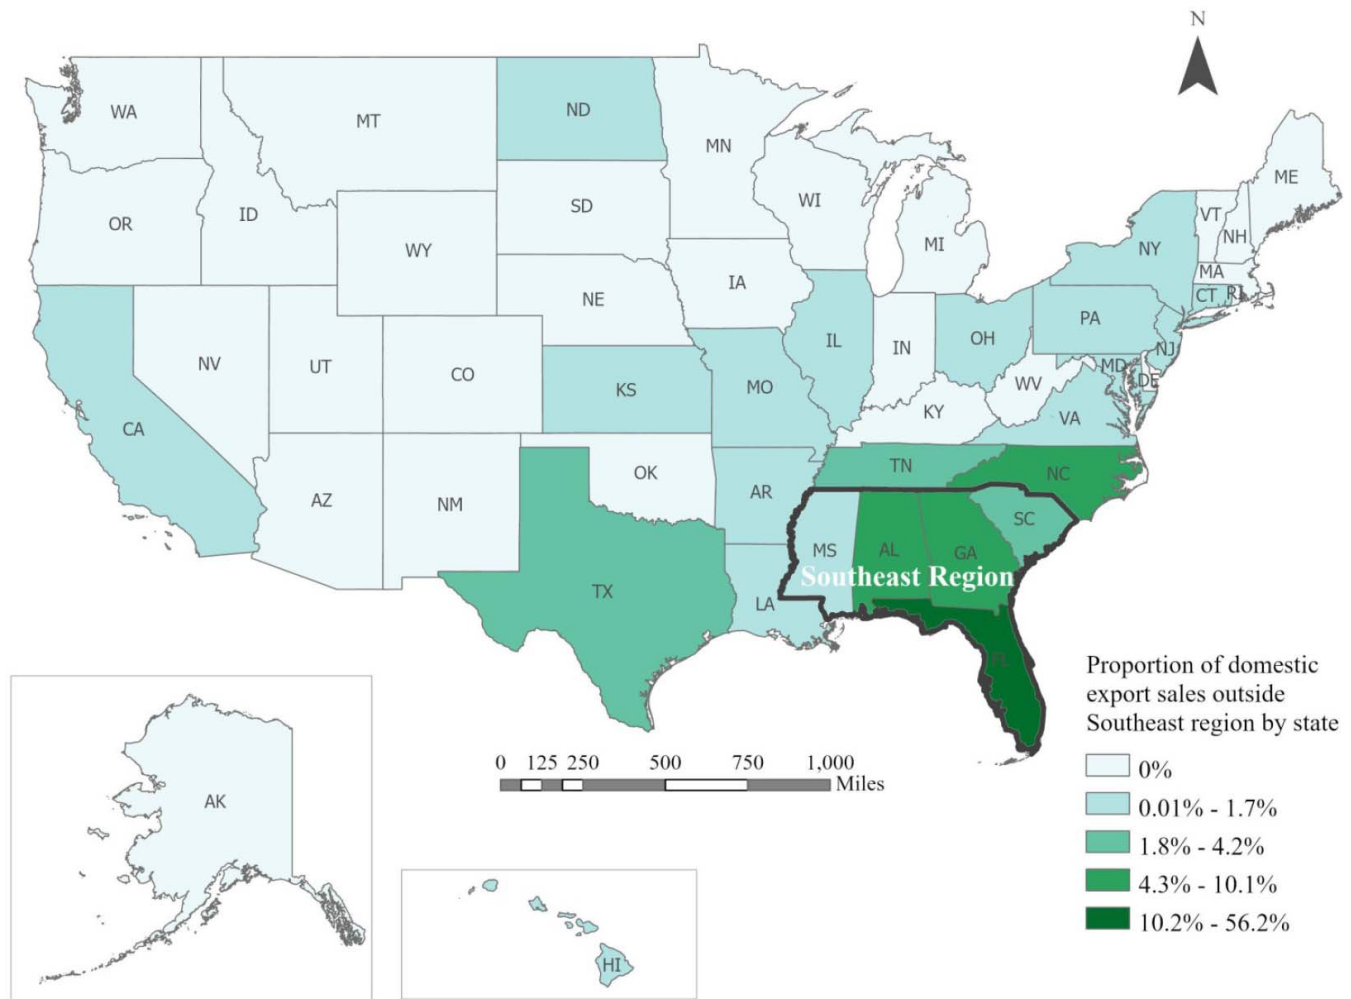 N
WA
MT
ND
MN
ME
OR
ID
SD
WI
VT
NH
WY
MI
NY
MA
CT RI
IA
NE
PA
NV
UT
CO
IL
IN
OH
NJ
MD
DE
KS
MO
WV
CA
KY
VA
AZ
NM
OK
AR
TN
NC
SC
MS
AL
GA
Southeast Region
TX
LA
FL
AK
HI
0 125 250 500 750 1,000
Miles
Proportion of domestic
export sales outside
Southeast region by state
0%
0.01% - 1.7%
1.8% - 4.2%
4.3% - 10.1%
10.2% - 56.2%